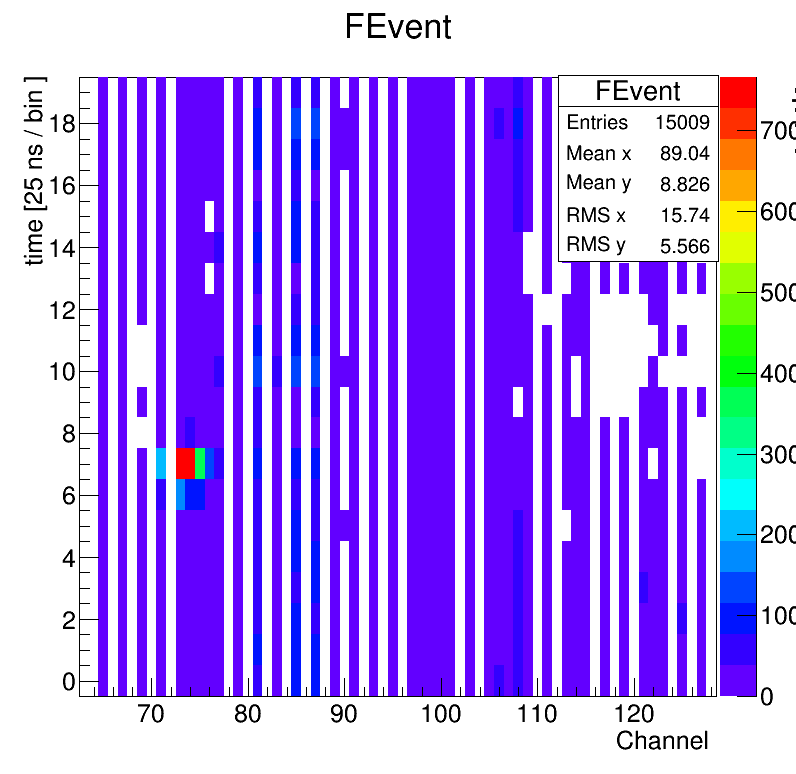 FEvent
time [25 ns / bin ]
18
16
14
12
10
8
6
4
2
0
FEvent
Entries 15009
Mean x 89.04
Mean y 8.826
RMS x 15.74
RMS y 5.566
700
600
500
400
300
200
100
0
70 80 90 100 110 120
Channel